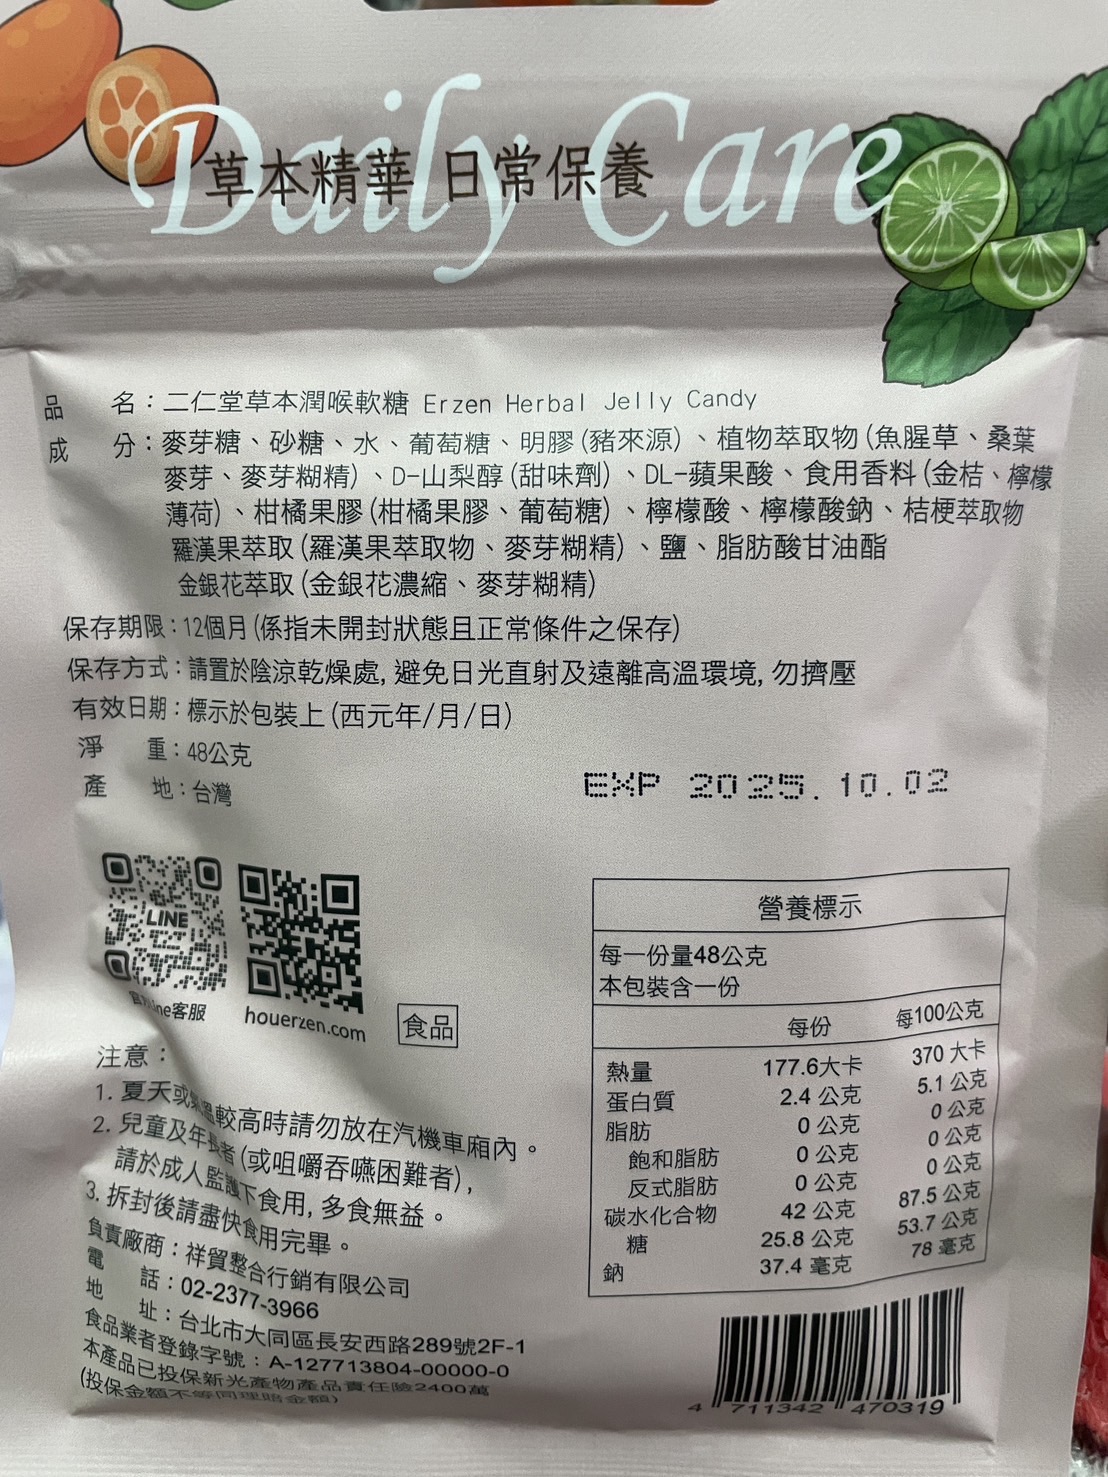 Daily Care
草本精華 日常保養
品名：二仁堂草本潤喉軟糖 Erzen Herbal Jelly Candy
成分：麥芽糖、砂糖、水、葡萄糖、明膠(豬來源)、植物萃取物(魚腥草、桑葉
麥芽、麥芽糊精)、D-山梨醇(甜味劑)、DL-蘋果酸、食用香料(金桔、檸檬
薄荷)、柑橘果膠(柑橘果膠、葡萄糖)、檸檬酸、檸檬酸鈉、桔梗萃取物
羅漢果萃取(羅漢果萃取物、麥芽糊精)、鹽、脂肪酸甘油酯
金銀花萃取(金銀花濃縮、麥芽糊精)
保存期限：12個月(係指未開封狀態且正常條件之保存)
保存方式：請置於陰涼乾燥處, 避免日光直射及遠離高溫環境, 勿擠壓
有效日期：標示於包裝上(西元年/月/日)
淨重：48公克
產地：台灣
EXP 2025.10.02
LINE
客服
houerzen.com
食品
營養標示
每一份量48公克
本包裝含一份
每份 每100公克
熱量 177.6大卡 370 大卡
蛋白質 2.4 公克 5.1 公克
脂肪 0 公克 0 公克
飽和脂肪 0 公克 0 公克
反式脂肪 0 公克 0 公克
碳水化合物 42 公克 87.5 公克
糖 25.8 公克 53.7 公克
鈉 37.4 毫克 78 毫克
注意：
1. 夏天或溫較高時請勿放在汽機車廂內。
2. 兒童及年長者(或咀嚼吞嚥困難者),
請於成人監護下食用, 多食無益。
3. 拆封後請盡快食用完畢。
負責廠商：祥貿整合行銷有限公司
電話：02-2377-3966
地址：台北市大同區長安西路289號2F-1
食品業者登錄字號：A-127713804-00000-0
本產品已投保新光產物產品責任險2400萬
(投保金額不等同理賠金額)
4 711342 470319